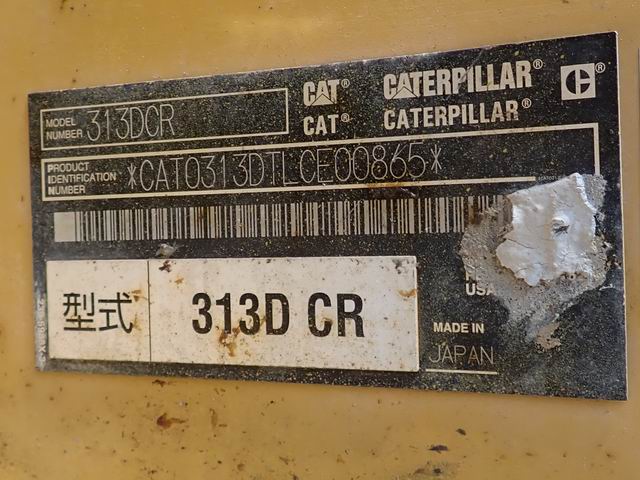 MODEL NUMBER 313DCR
CAT® CATERPILLAR® C®
CAT® CATERPILLAR®
PRODUCT IDENTIFICATION NUMBER *CAT0313DTLCE00865*
型式 313D CR
USA
MADE IN
JAPAN